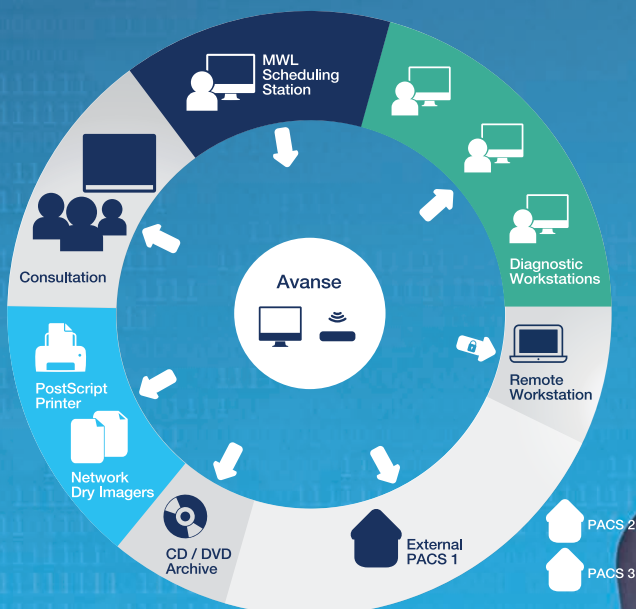 MWL
Scheduling
Station
Diagnostic
Workstations
Remote
Workstation
PACS 2
PACS 3
External
PACS 1
CD / DVD
Archive
Network
Dry Imagers
PostScript
Printer
Consultation
Avanse